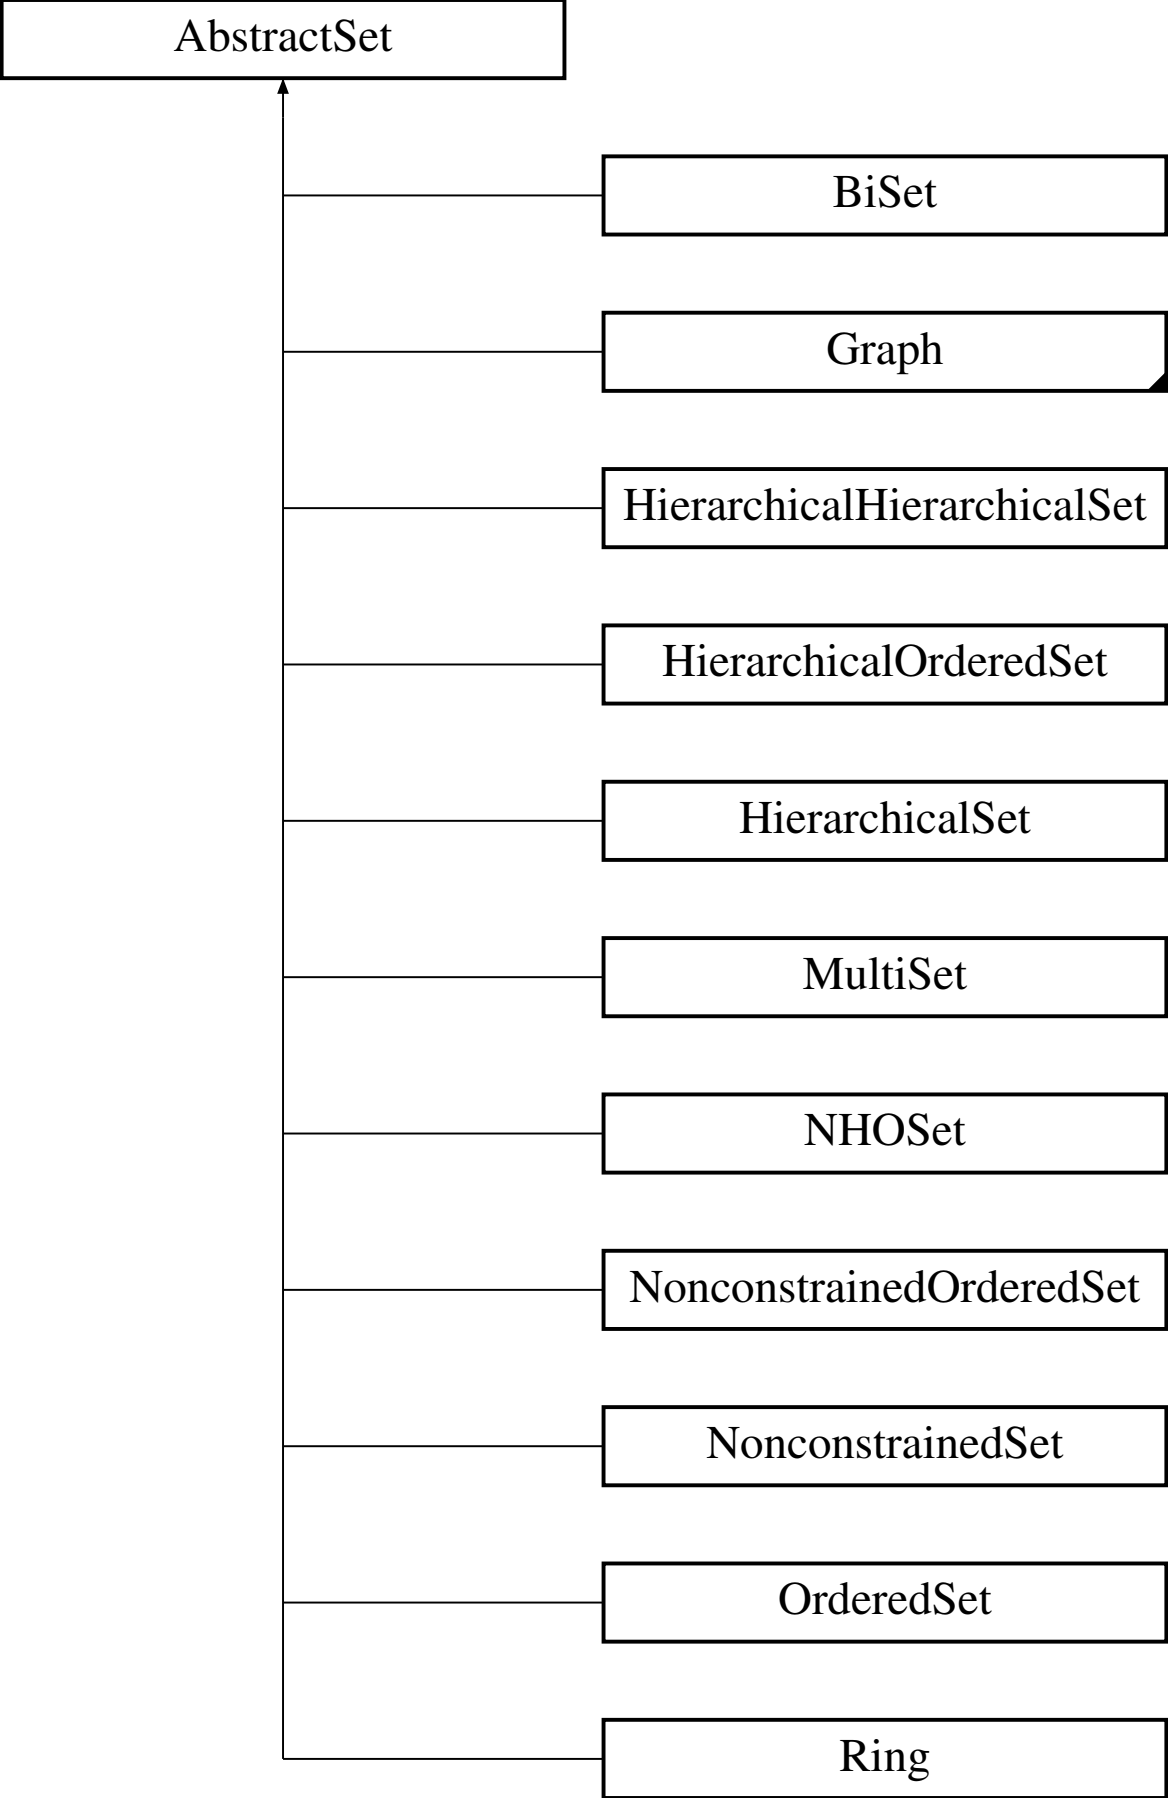 AbstractSet
BiSet
Graph
HierarchicalHierarchicalSet
HierarchicalOrderedSet
HierarchicalSet
MultiSet
NHOSet
NonconstrainedOrderedSet
NonconstrainedSet
OrderedSet
Ring